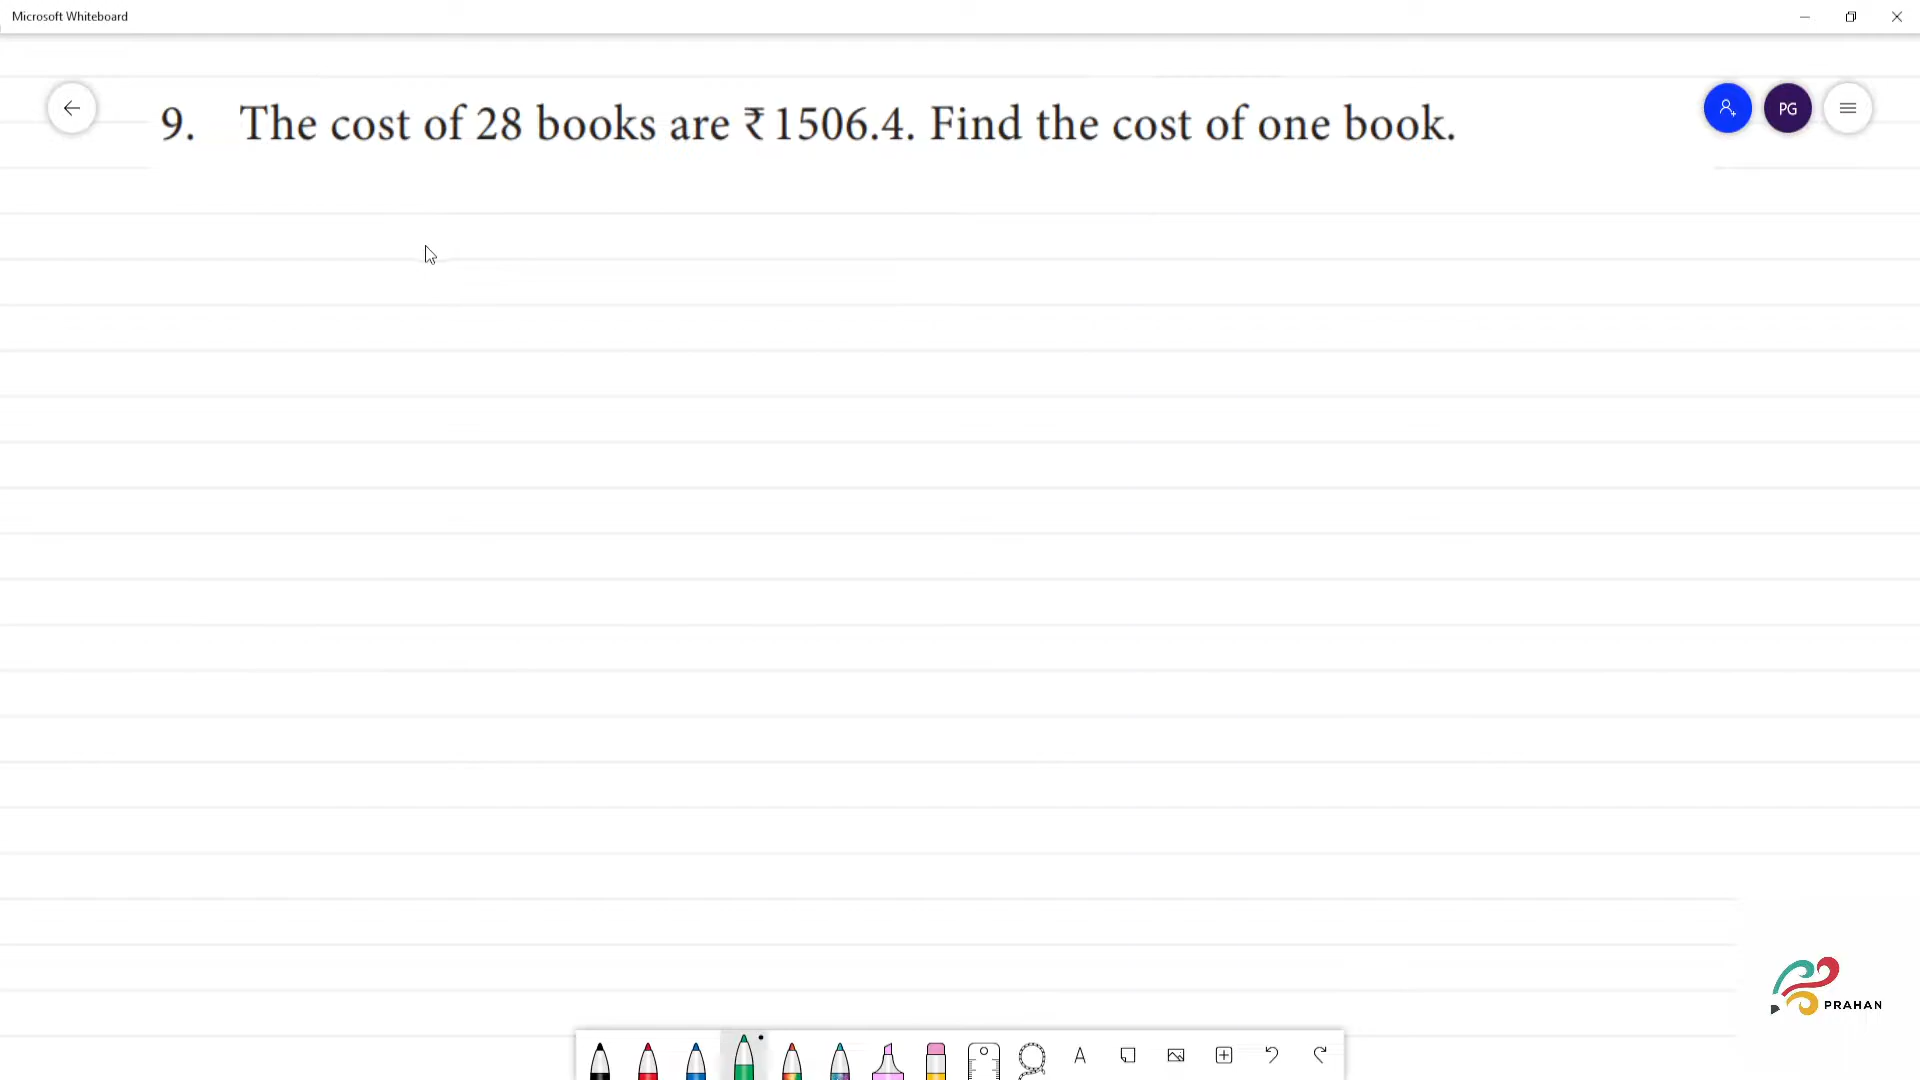 Microsoft Whiteboard
9. The cost of 28 books are ₹ 1506.4. Find the cost of one book.
PG
PRAHAN
A